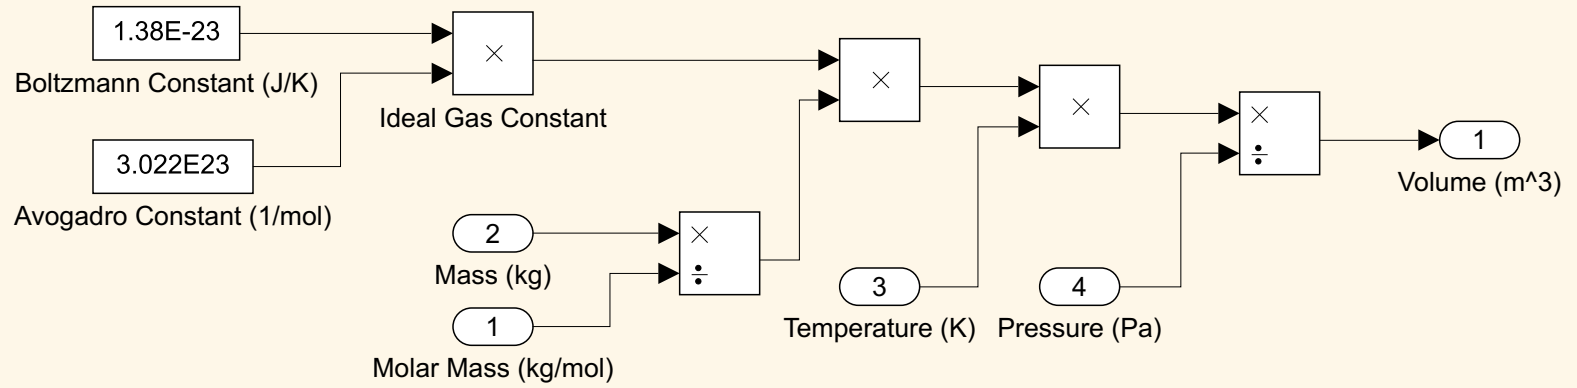 1.38E-23
Boltzmann Constant (J/K)
×
Ideal Gas Constant
3.022E23
Avogadro Constant (1/mol)
2
Mass (kg)
1
Molar Mass (kg/mol)
×
÷
×
3
Temperature (K)
×
4
Pressure (Pa)
×
÷
1
Volume (m^3)